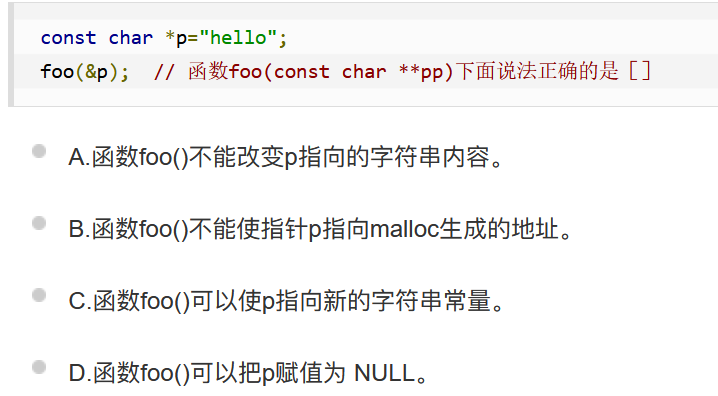 const char *p="hello";
foo(&p);  // 函数foo(const char **pp)下面说法正确的是［］
A.函数foo()不能改变p指向的字符串内容。
B.函数foo()不能使指针p指向malloc生成的地址。
C.函数foo()可以使p指向新的字符串常量。
D.函数foo()可以把p赋值为 NULL。